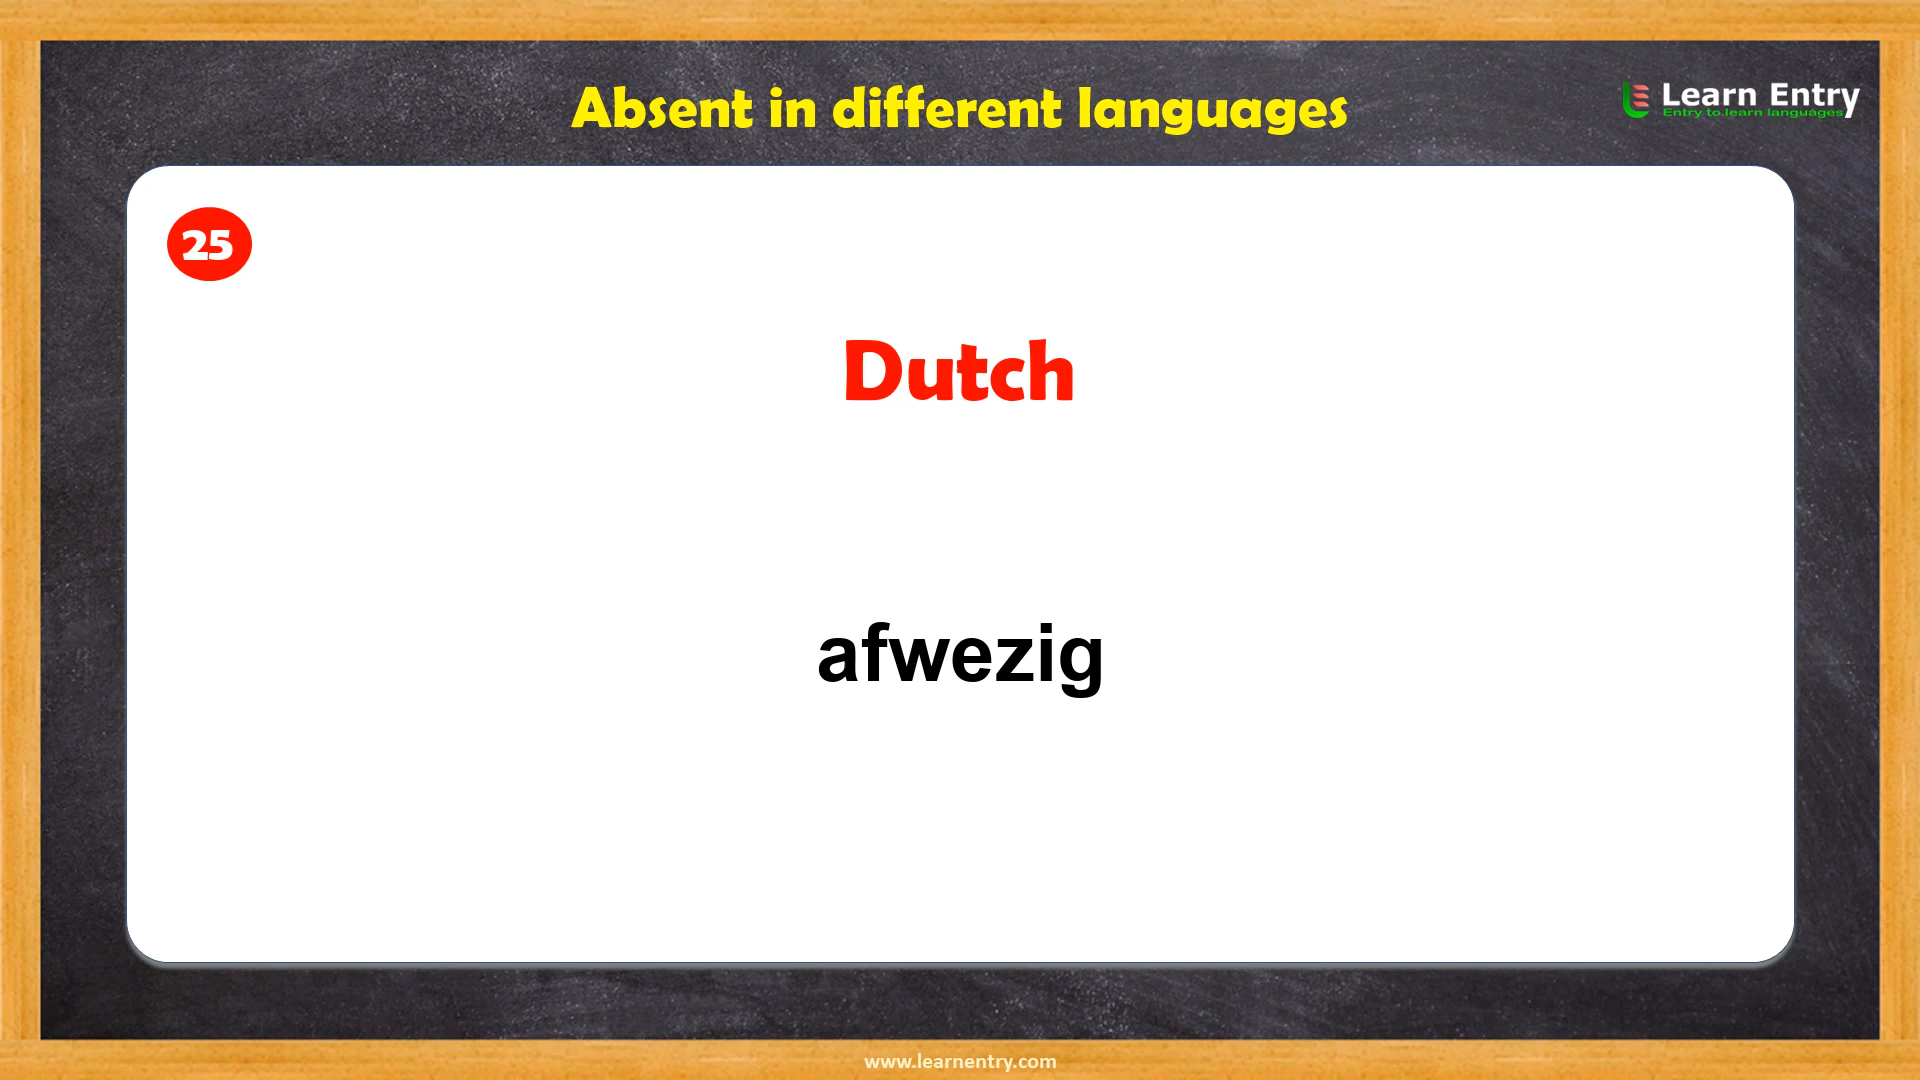 Absent in different languages
Learn Entry
Entry to learn languages
25
Dutch
afwezig
www.learnentry.com